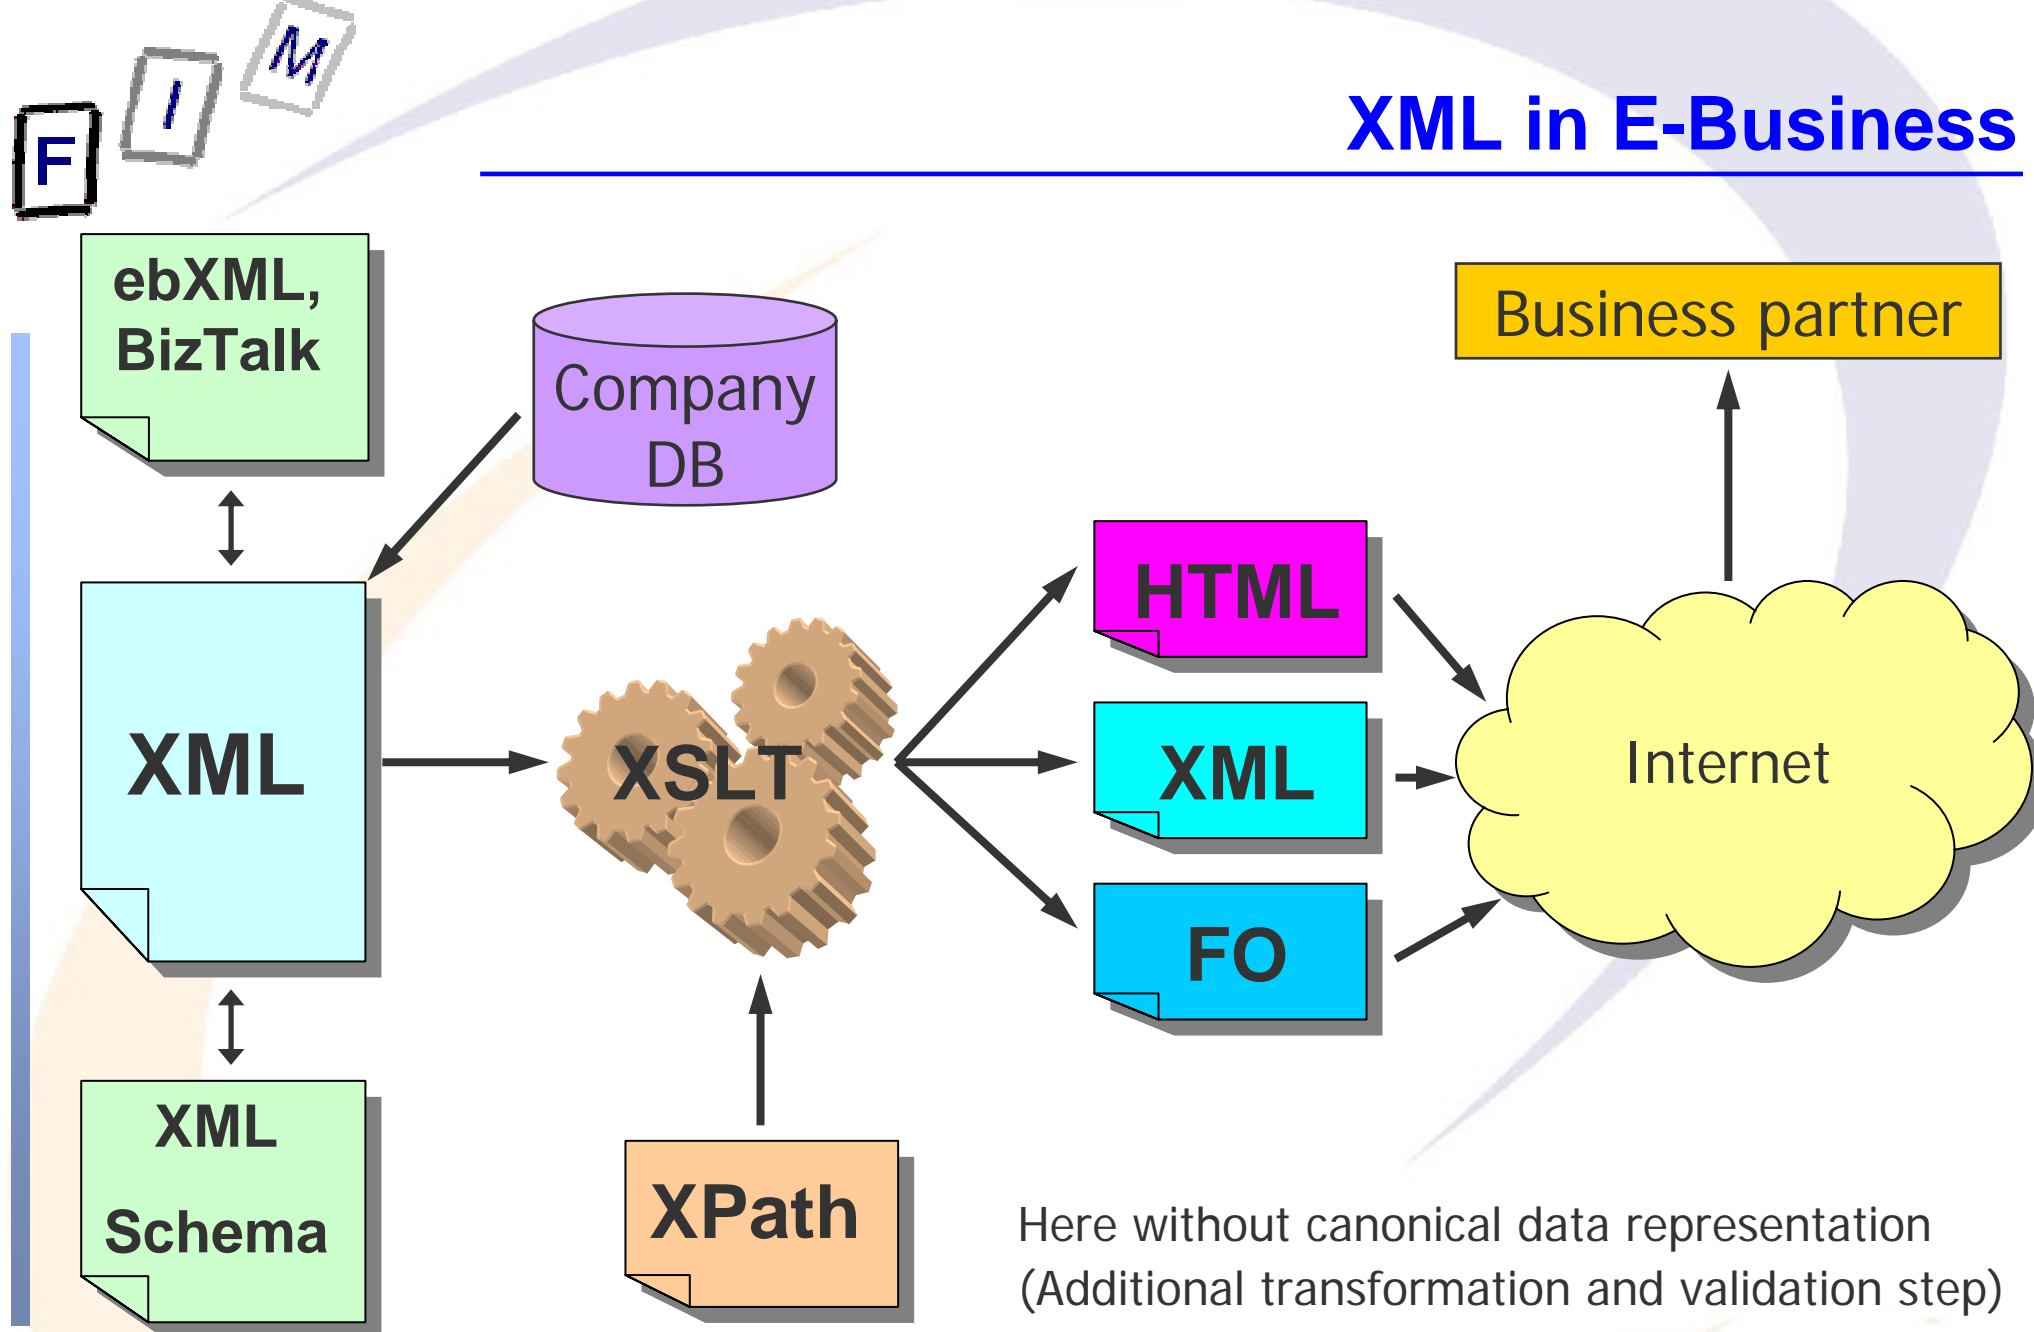 F I M
XML in E-Business
ebXML,
BizTalk
Company
DB
Business partner
HTML
XML
XSLT
XML
Internet
FO
XML
Schema
XPath
Here without canonical data representation
(Additional transformation and validation step)